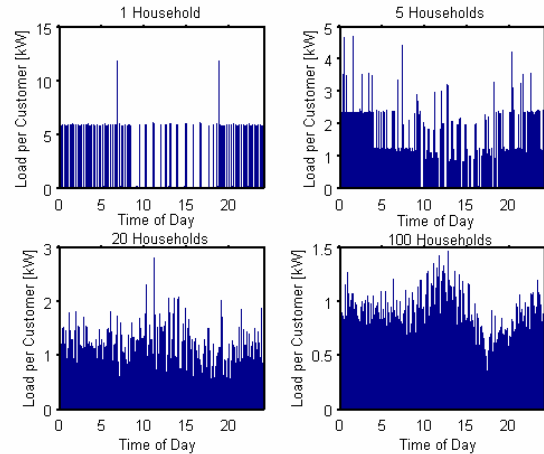 1 Household
15
10
5
0
Load per Customer [kW]
0 5 10 15 20
Time of Day
5 Households
5
4
3
2
1
0
Load per Customer [kW]
0 5 10 15 20
Time of Day
20 Households
3
2
1
0
Load per Customer [kW]
0 5 10 15 20
Time of Day
100 Households
1.5
1
0.5
0
Load per Customer [kW]
0 5 10 15 20
Time of Day